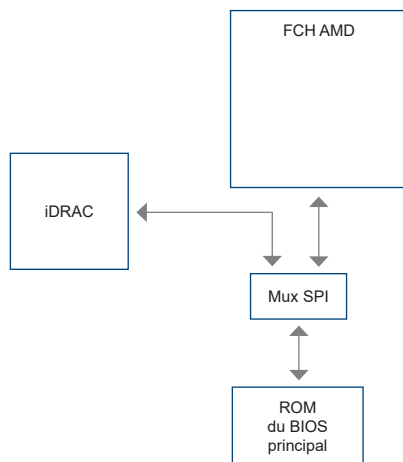 FCH AMD
iDRAC
Mux SPI
ROM
du BIOS
principal